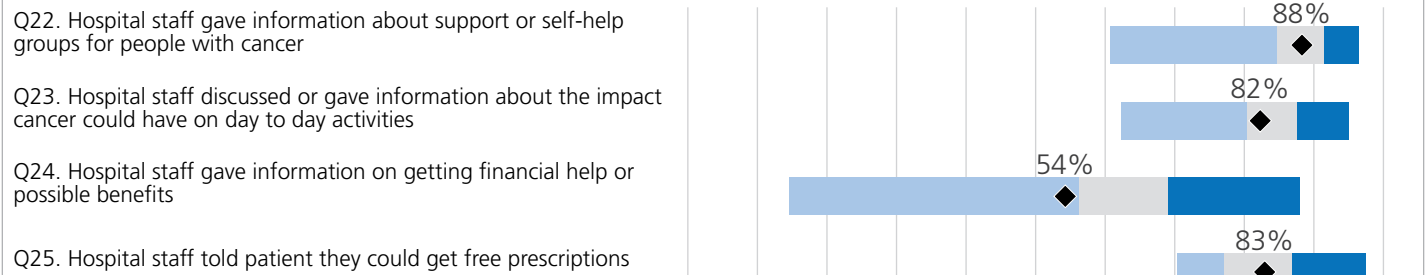 88%
Q22. Hospital staff gave information about support or self-help
groups for people with cancer
82%
Q23. Hospital staff discussed or gave information about the impact
cancer could have on day to day activities
54%
Q24. Hospital staff gave information on getting financial help or
possible benefits
83%
Q25. Hospital staff told patient they could get free prescriptions